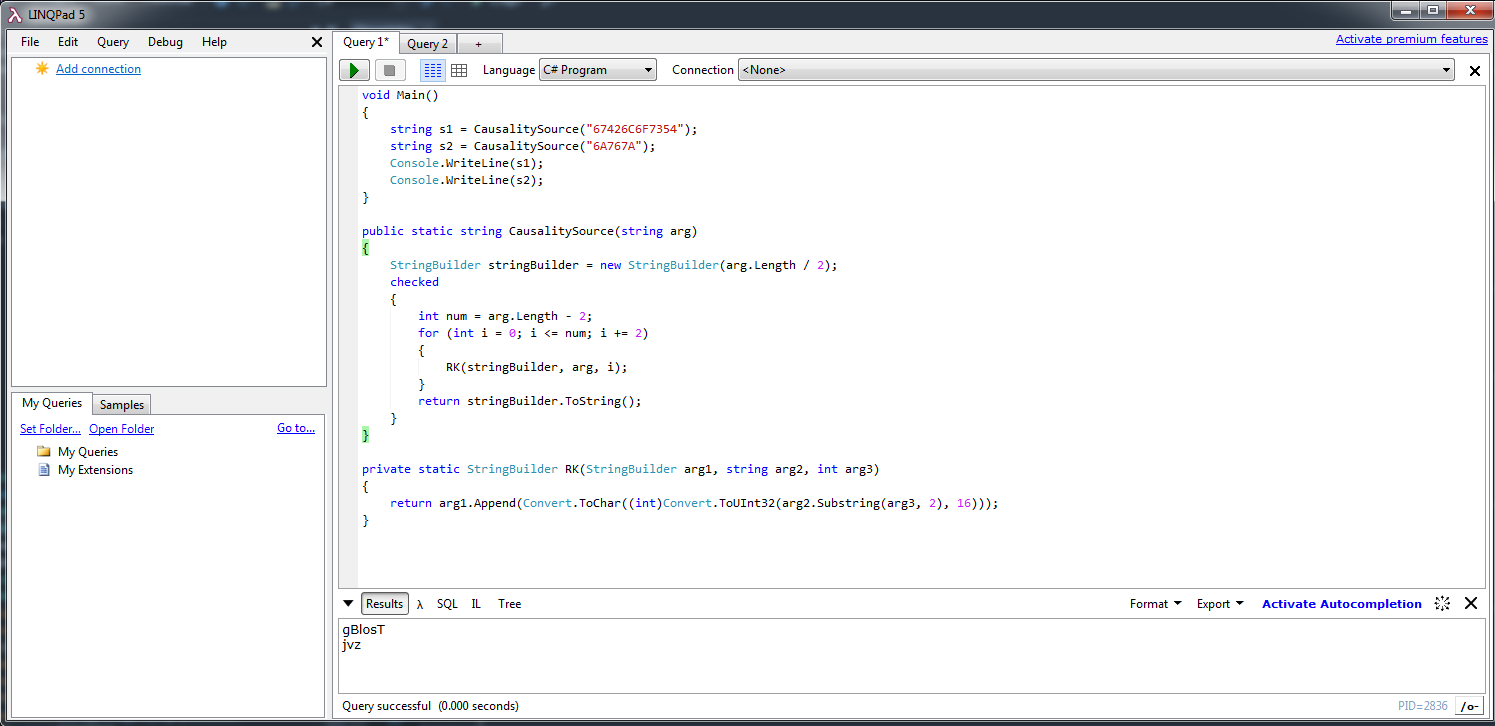 LINQPad 5
File Edit Query Debug Help
Add connection
My Queries Samples
Set Folder... Open Folder Go to...
My Queries
My Extensions
Query 1* Query 2 +
Activate premium features
Language C# Program Connection <None>
void Main()
{
    string s1 = CausalitySource("67426C6F7354");
    string s2 = CausalitySource("6A767A");
    Console.WriteLine(s1);
    Console.WriteLine(s2);
}
public static string CausalitySource(string arg)
{
    StringBuilder stringBuilder = new StringBuilder(arg.Length / 2);
    checked
    {
        int num = arg.Length - 2;
        for (int i = 0; i <= num; i += 2)
        {
            RK(stringBuilder, arg, i);
        }
        return stringBuilder.ToString();
    }
}
private static StringBuilder RK(StringBuilder arg1, string arg2, int arg3)
{
    return arg1.Append(Convert.ToChar((int)Convert.ToUInt32(arg2.Substring(arg3, 2), 16)));
}
Results λ SQL IL Tree Format Export Activate Autocompletion
gBlosT
jvz
Query successful (0.000 seconds) PID=2836 /o-